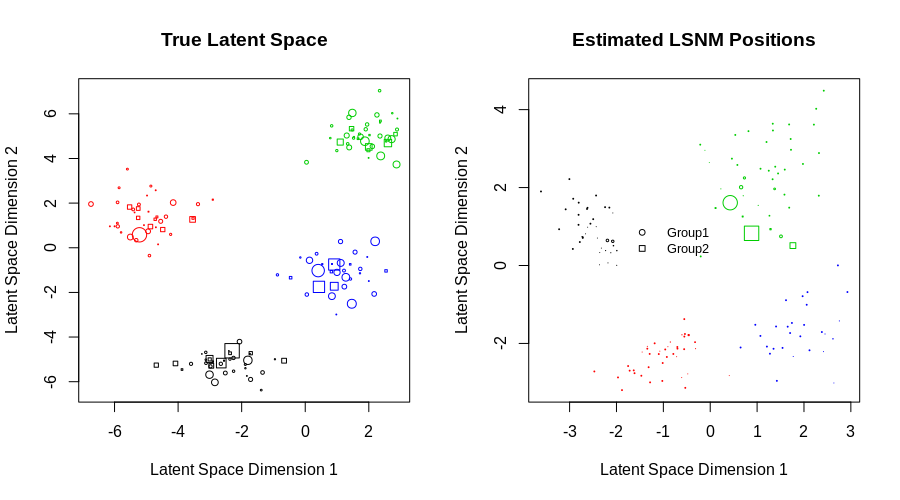 True Latent Space
Latent Space Dimension 2
6
4
2
0
-2
-4
-6
-6
-4
-2
0
2
Latent Space Dimension 1
Estimated LSNM Positions
Latent Space Dimension 2
4
2
0
-2
Group1
Group2
-3
-2
-1
0
1
2
3
Latent Space Dimension 1